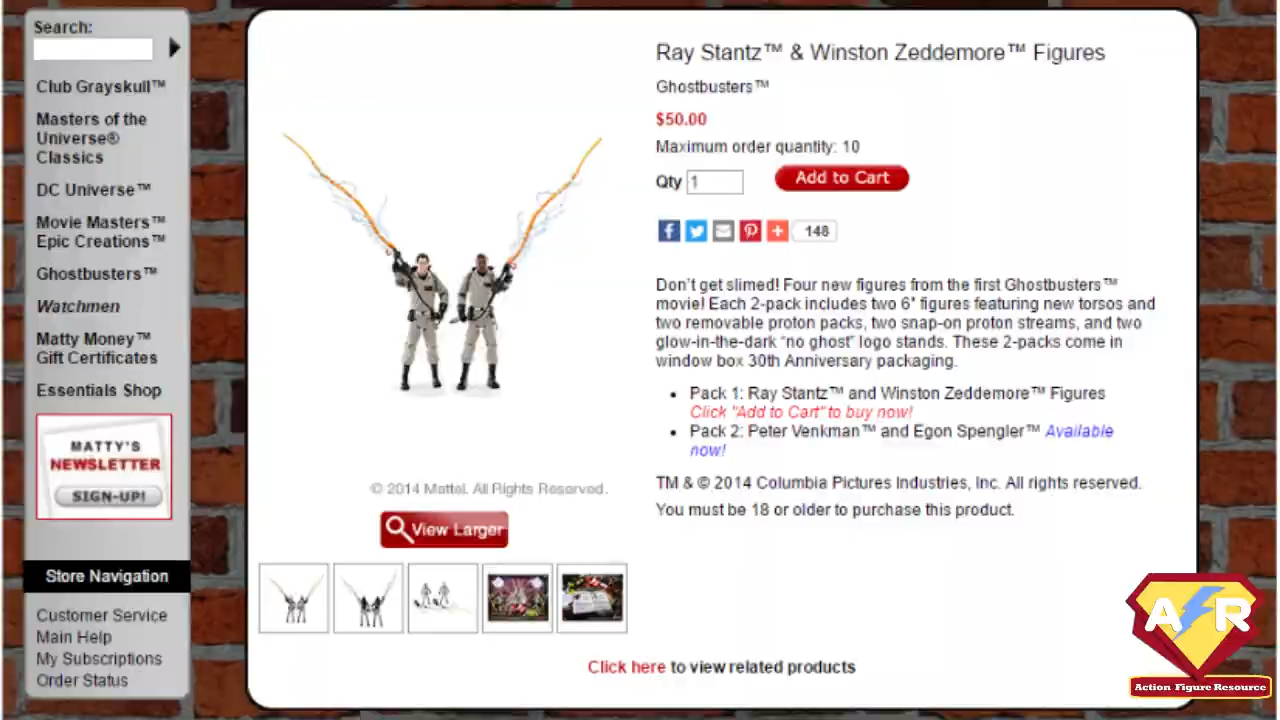 Search:
Club Grayskull™
Masters of the
Universe®
Classics
DC Universe™
Movie Masters™
Epic Creations™
Ghostbusters™
Watchmen
Matty Money™
Gift Certificates
Essentials Shop
MATTY'S
NEWSLETTER
SIGN-UP!
Store Navigation
Customer Service
Main Help
My Subscriptions
Order Status
© 2014 Mattel. All Rights Reserved.
View Larger
Ray Stantz™ & Winston Zeddemore™ Figures
Ghostbusters™
$50.00
Maximum order quantity: 10
Qty 1 Add to Cart
148
Don't get slimed! Four new figures from the first Ghostbusters™
movie! Each 2-pack includes two 6" figures featuring new torsos and
two removable proton packs, two snap-on proton streams, and two
glow-in-the-dark "no ghost" logo stands. These 2-packs come in
window box 30th Anniversary packaging.
• Pack 1: Ray Stantz™ and Winston Zeddemore™ Figures
Click "Add to Cart" to buy now!
• Pack 2: Peter Venkman™ and Egon Spengler™ Available
now!
TM & © 2014 Columbia Pictures Industries, Inc. All rights reserved.
You must be 18 or older to purchase this product.
Click here to view related products
AFR
Action Figure Resource